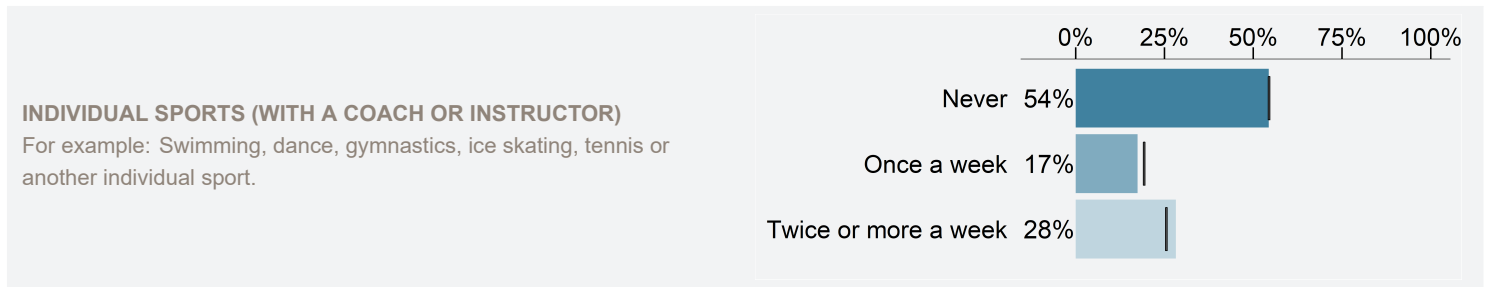 0% 25% 50% 75% 100%
Never 54%
INDIVIDUAL SPORTS (WITH A COACH OR INSTRUCTOR)
For example: Swimming, dance, gymnastics, ice skating, tennis or
another individual sport.
Once a week 17%
Twice or more a week 28%